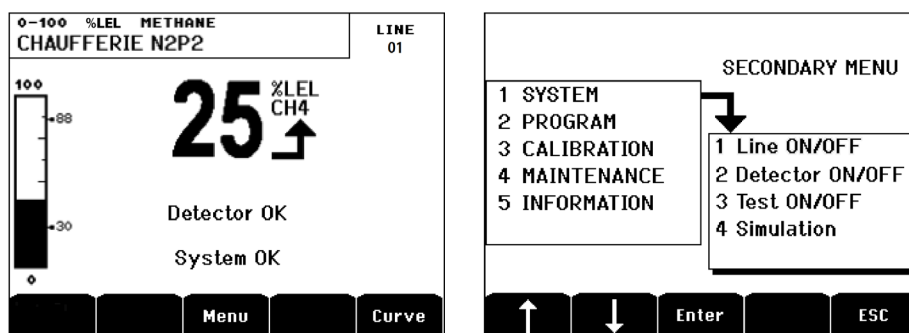 0-100 %LEL METHANE
CHAUFFERIE N2P2
LINE
01
100
88
30
0
25 %LEL
CH4
Detector OK
System OK
Menu
Curve
SECONDARY MENU
1 SYSTEM
2 PROGRAM
3 CALIBRATION
4 MAINTENANCE
5 INFORMATION
1 Line ON/OFF
2 Detector ON/OFF
3 Test ON/OFF
4 Simulation
Enter
ESC